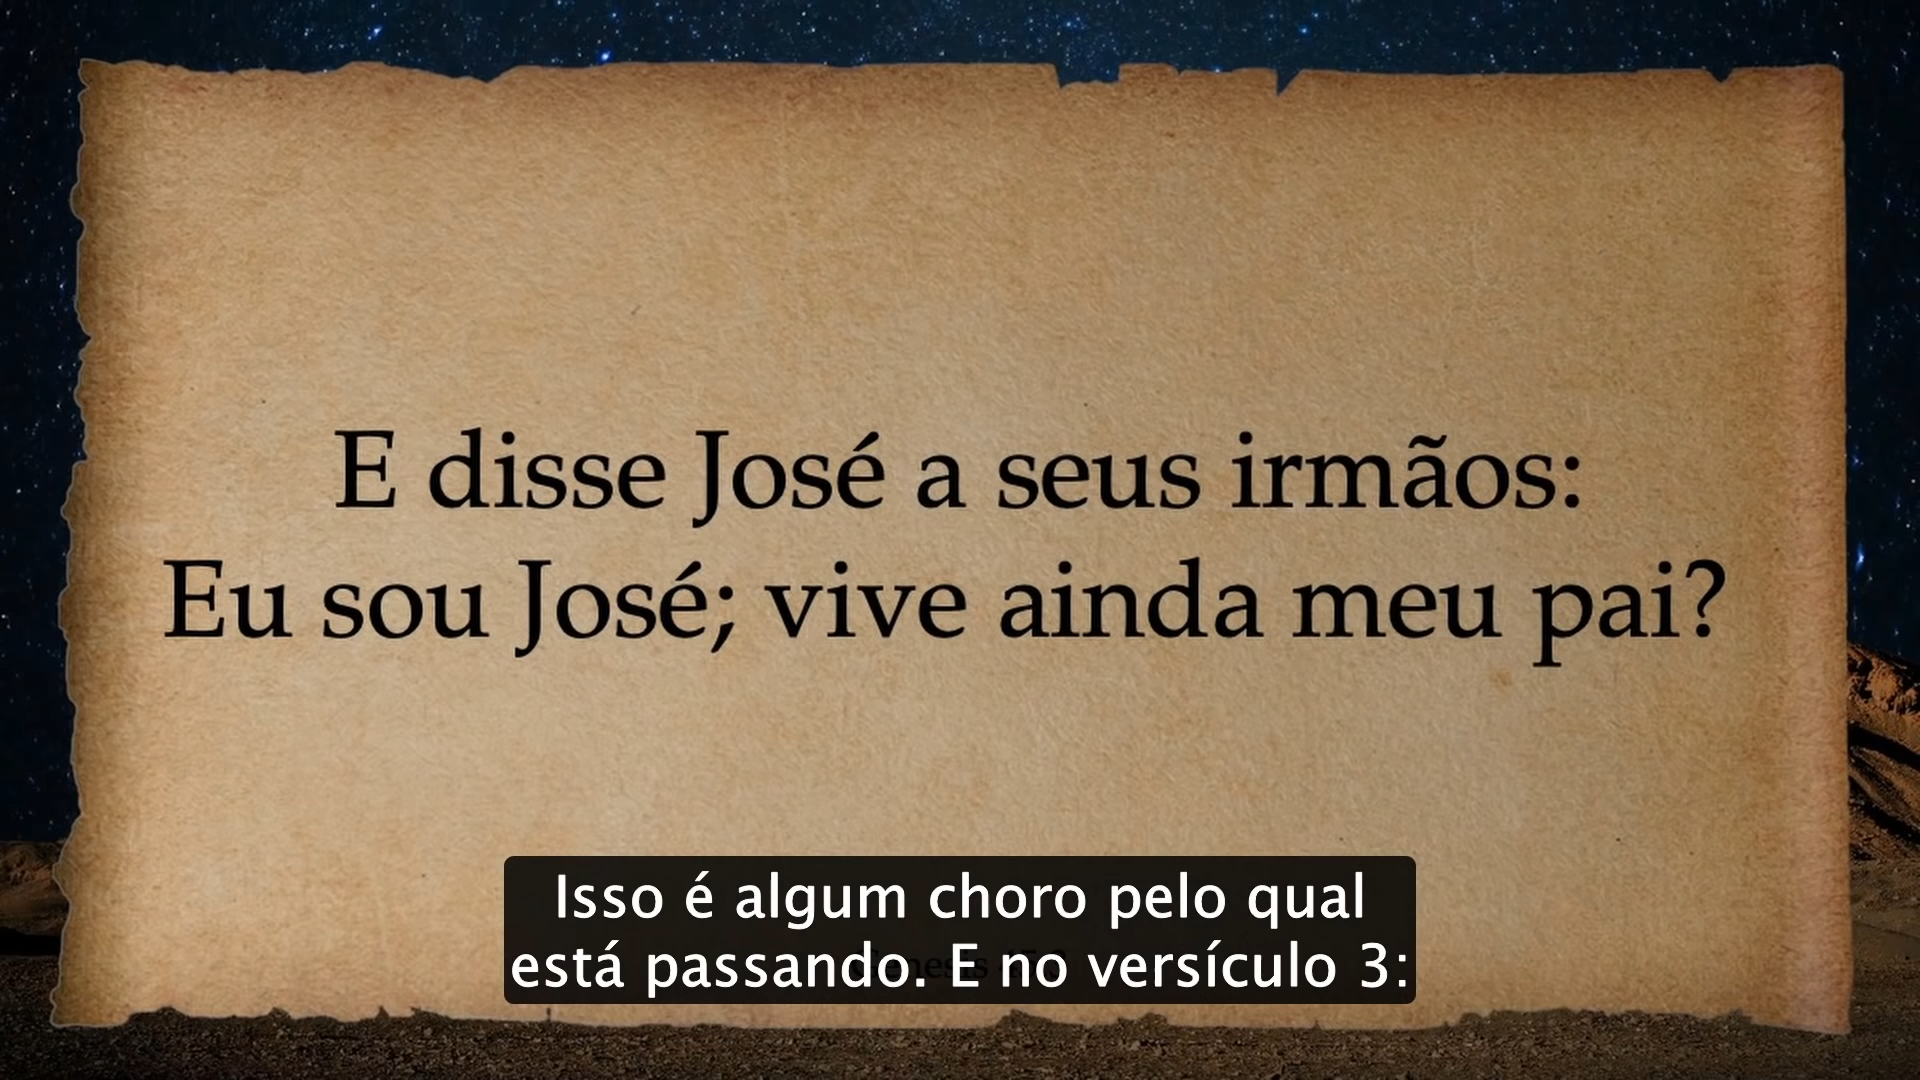 E disse José a seus irmãos:
Eu sou José; vive ainda meu pai?
Isso é algum choro pelo qual
está passando. E no versículo 3: